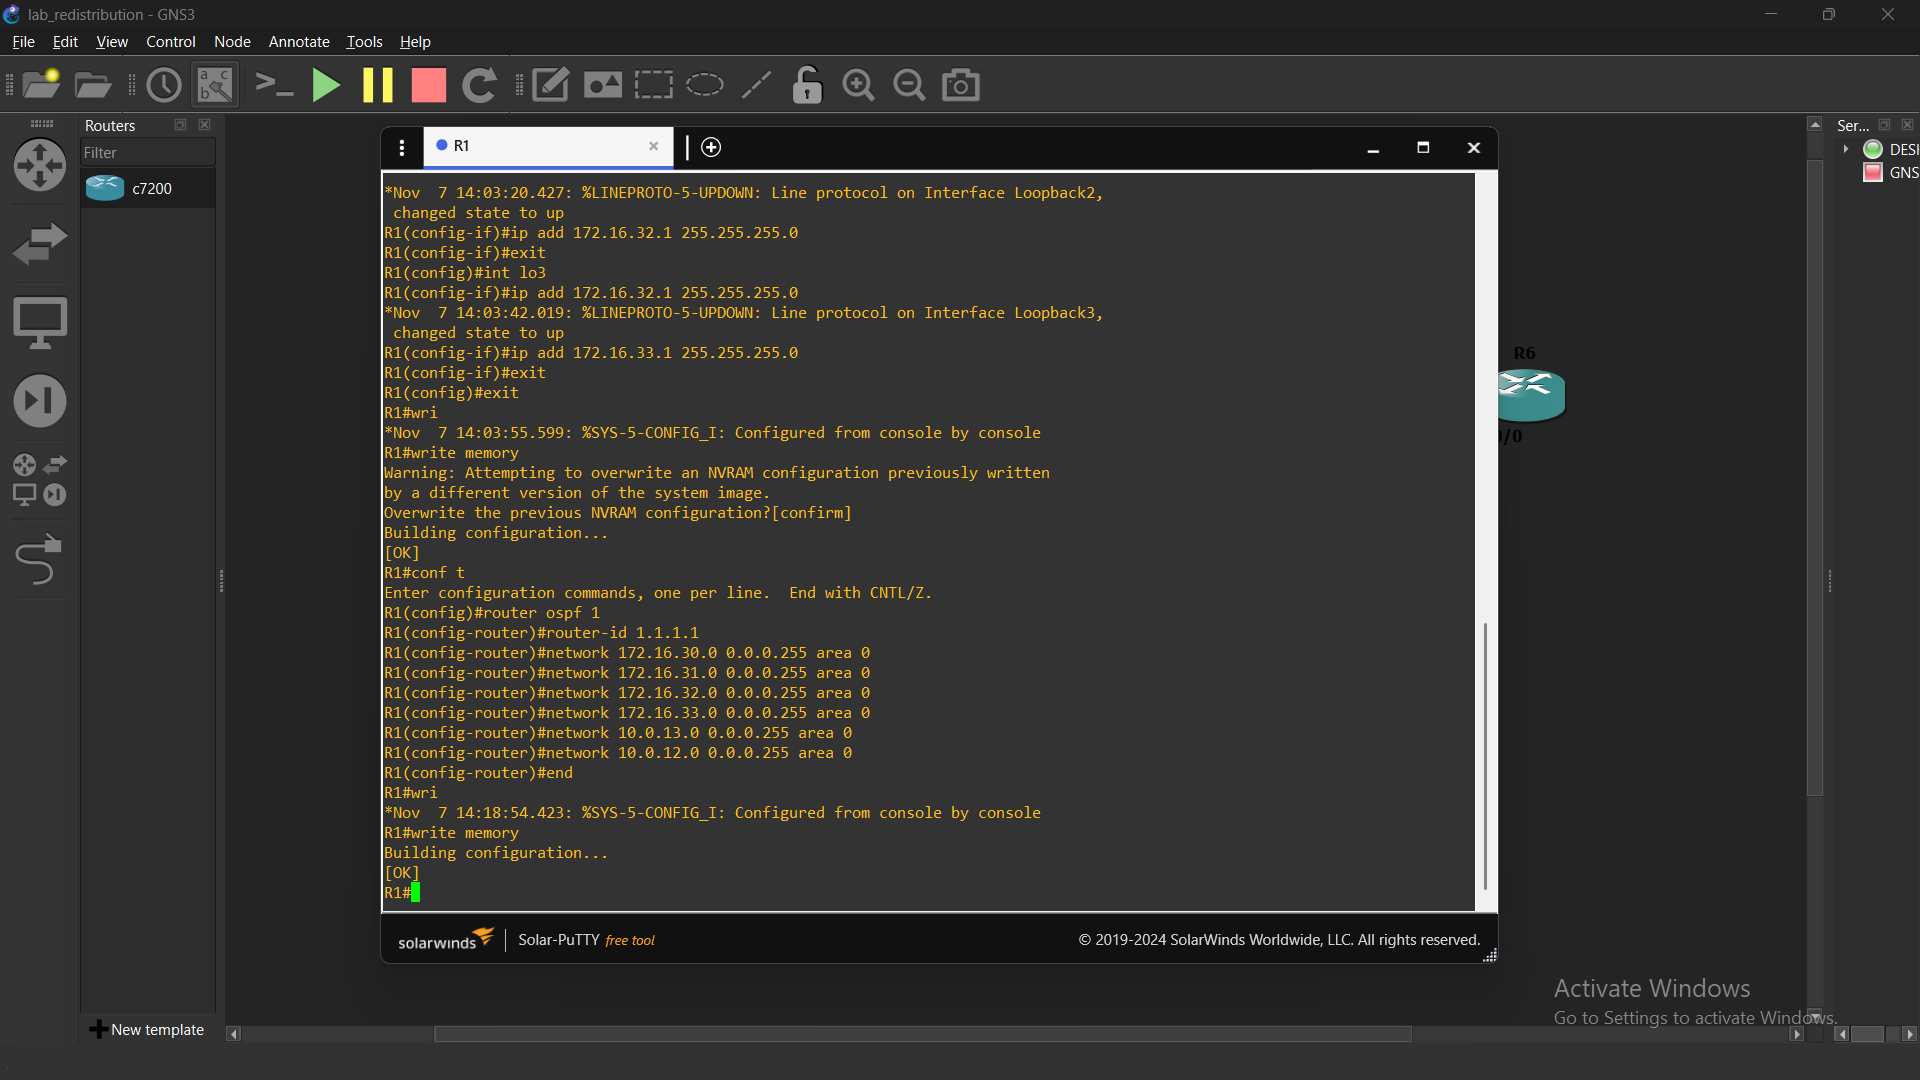 lab_redistribution - GNS3
File Edit View Control Node Annotate Tools Help
Routers
Filter
c7200
New template
R1
*Nov  7 14:03:20.427: %LINEPROTO-5-UPDOWN: Line protocol on Interface Loopback2,
changed state to up
R1(config-if)#ip add 172.16.32.1 255.255.255.0
R1(config-if)#exit
R1(config)#int lo3
R1(config-if)#ip add 172.16.32.1 255.255.255.0
*Nov  7 14:03:42.019: %LINEPROTO-5-UPDOWN: Line protocol on Interface Loopback3,
changed state to up
R1(config-if)#ip add 172.16.33.1 255.255.255.0
R1(config-if)#exit
R1(config)#exit
R1#wri
*Nov  7 14:03:55.599: %SYS-5-CONFIG_I: Configured from console by console
R1#write memory
Warning: Attempting to overwrite an NVRAM configuration previously written
by a different version of the system image.
Overwrite the previous NVRAM configuration?[confirm]
Building configuration...
[OK]
R1#conf t
Enter configuration commands, one per line.  End with CNTL/Z.
R1(config)#router ospf 1
R1(config-router)#router-id 1.1.1.1
R1(config-router)#network 172.16.30.0 0.0.0.255 area 0
R1(config-router)#network 172.16.31.0 0.0.0.255 area 0
R1(config-router)#network 172.16.32.0 0.0.0.255 area 0
R1(config-router)#network 172.16.33.0 0.0.0.255 area 0
R1(config-router)#network 10.0.13.0 0.0.0.255 area 0
R1(config-router)#network 10.0.12.0 0.0.0.255 area 0
R1(config-router)#end
R1#wri
*Nov  7 14:18:54.423: %SYS-5-CONFIG_I: Configured from console by console
R1#write memory
Building configuration...
[OK]
R1#
solarwinds Solar-PuTTY free tool © 2019-2024 SolarWinds Worldwide, LLC. All rights reserved.
R6
/0
Ser...
DESH
GNS
Activate Windows
Go to Settings to activate Windows.